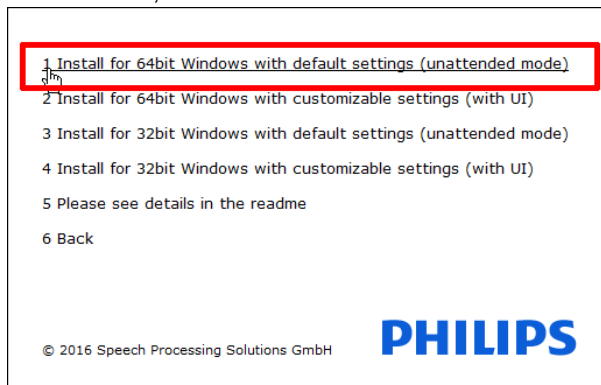 1 Install for 64bit Windows with default settings (unattended mode)
2 Install for 64bit Windows with customizable settings (with UI)
3 Install for 32bit Windows with default settings (unattended mode)
4 Install for 32bit Windows with customizable settings (with UI)
5 Please see details in the readme
6 Back
© 2016 Speech Processing Solutions GmbH
PHILIPS